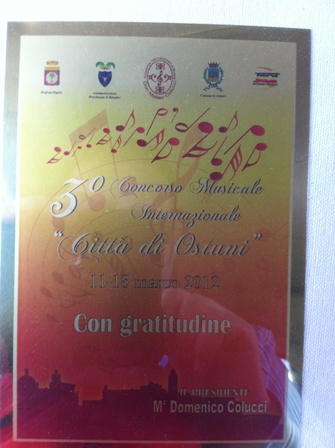 3° Concorso Musicale
Internazionale
"Città di Ostuni"
11-18 marzo 2012
Con gratitudine
IL PRESIDENTE
M° Domenico Colucci